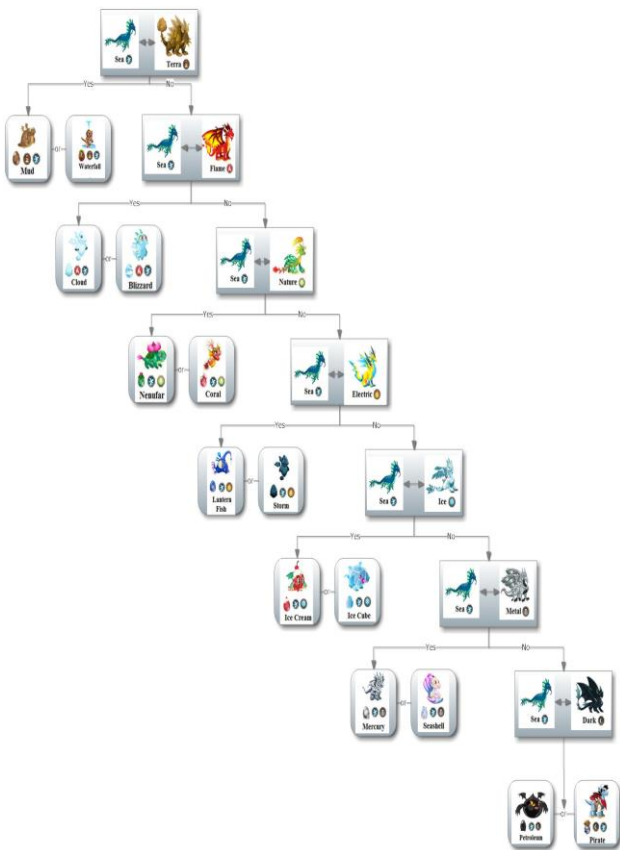 Sea Terra
Yes No
Mud or Waterfall
Sea Flame
Yes No
Cloud or Blizzard
Sea Nature
Yes No
Nenufar or Coral
Sea Electric
Yes No
Lantern
Fish or Storm
Sea Ice
Yes No
Ice Cream or Ice Cube
Sea Metal
Yes No
Mercury or Seashell
Sea Dark
Petroleum or Pirate